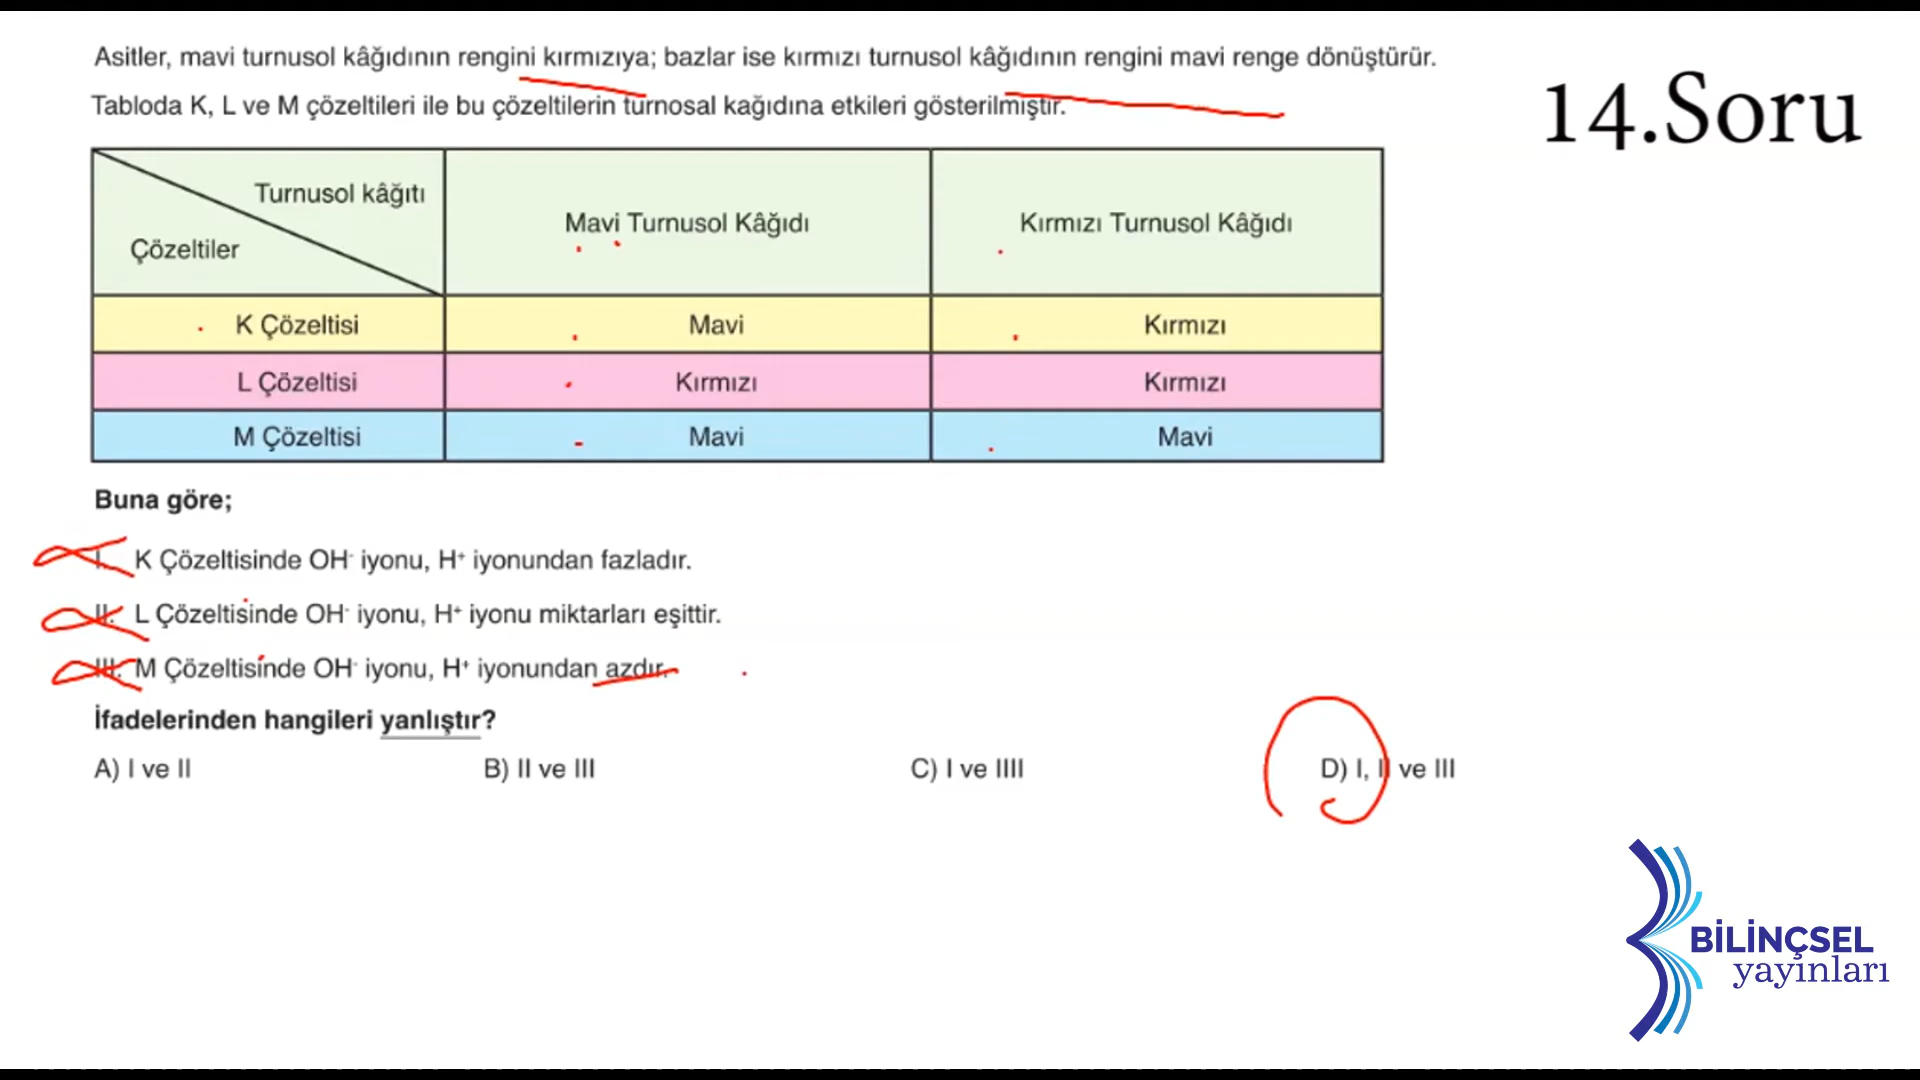 Asitler, mavi turnusol kâğıdının rengini kırmızıya; bazlar ise kırmızı turnusol kâğıdının rengini mavi renge dönüştürür.
Tabloda K, L ve M çözeltileri ile bu çözeltilerin turnosal kağıdına etkileri gösterilmiştir.
14.Soru
Turnusol kâğıtı
Çözeltiler
Mavi Turnusol Kâğıdı
Kırmızı Turnusol Kâğıdı
K Çözeltisi Mavi Kırmızı
L Çözeltisi Kırmızı Kırmızı
M Çözeltisi Mavi Mavi
Buna göre;
I. K Çözeltisinde OH⁻ iyonu, H⁺ iyonundan fazladır.
II. L Çözeltisinde OH⁻ iyonu, H⁺ iyonu miktarları eşittir.
III. M Çözeltisinde OH⁻ iyonu, H⁺ iyonundan azdır.
İfadelerinden hangileri yanlıştır?
A) I ve II B) II ve III C) I ve IIII D) I, II ve III
BİLİNÇSEL
yayınları